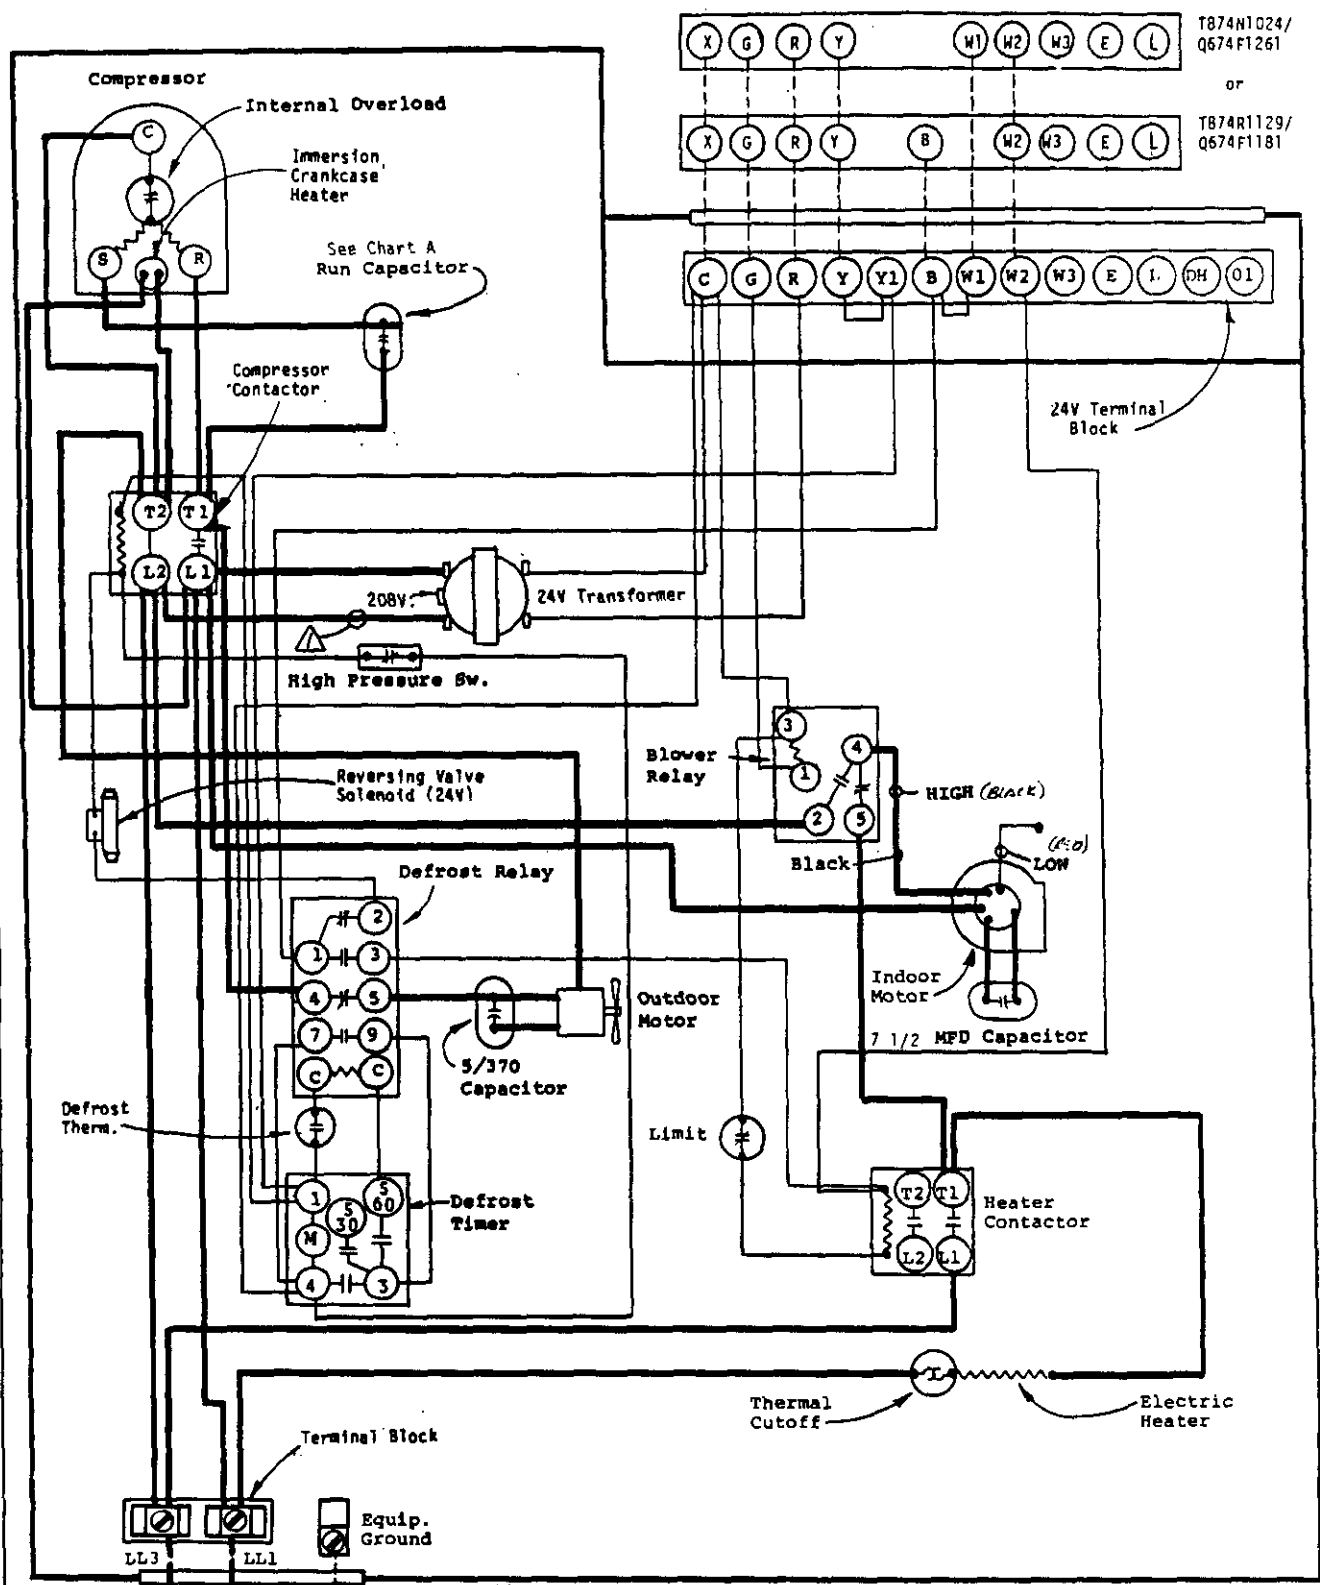 X G R Y W1 W2 W3 E L
T874N1024/
Q674F1261
or
X G R Y B W2 W3 E L
T874R1129/
Q674F1181
Compressor
Internal Overload
C
Immersion
Crankcase
Heater
S R
See Chart A
Run Capacitor
C G R Y Y1 B W1 W2 W3 E L DH O1
24V Terminal
Block
Compressor
Contactor
T2 T1
L2 L1
208V.
24V Transformer
High Pressure Sw.
Blower
Relay
3
4
1
2 5
HIGH (BLACK)
Black
(RED)
LOW
Reversing Valve
Solenoid (24V)
Defrost Relay
2
1 3
4 5
7 9
C C
Outdoor
Motor
5/370
Capacitor
Indoor
Motor
7 1/2 MFD Capacitor
Defrost
Therm.
Limit
1
S
30
S
60
M
4 3
Defrost
Timer
T2 T1
L2 L1
Heater
Contactor
Thermal
Cutoff
Electric
Heater
Terminal Block
Equip.
Ground
LL3 LL1